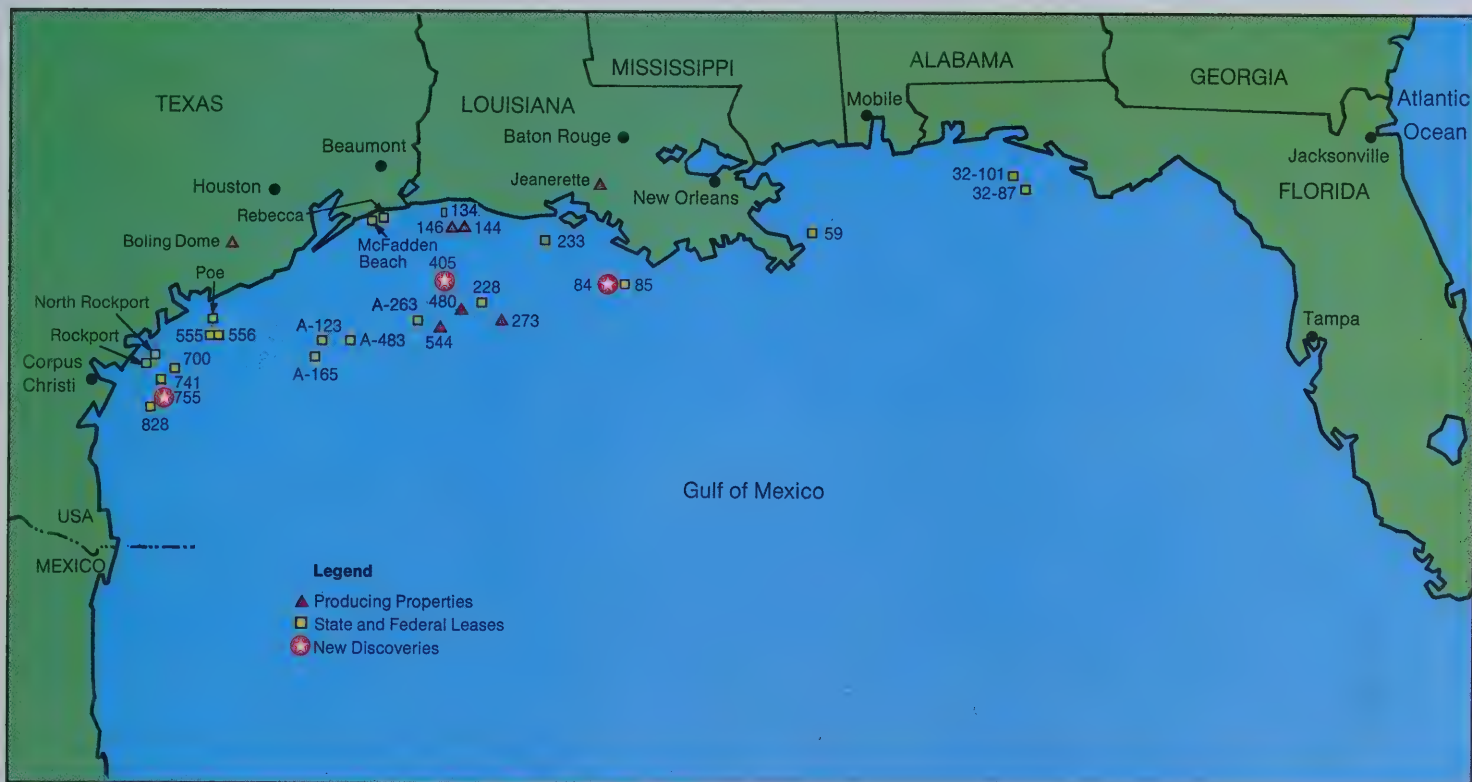 MISSISSIPPI
ALABAMA
GEORGIA
TEXAS
LOUISIANA
Atlantic
Ocean
Mobile
Baton Rouge
Beaumont
Jacksonville
Houston
Jeanerette
New Orleans
32-101
32-87
FLORIDA
Rebecca
134
146
144
Boling Dome
McFadden
Beach
233
59
Poe
405
84
85
North Rockport
480
228
A-263
273
Rockport
555
556
A-123
A-483
544
Tampa
Corpus
Christi
700
A-165
741
755
828
Gulf of Mexico
USA
MEXICO
Legend
Producing Properties
State and Federal Leases
New Discoveries